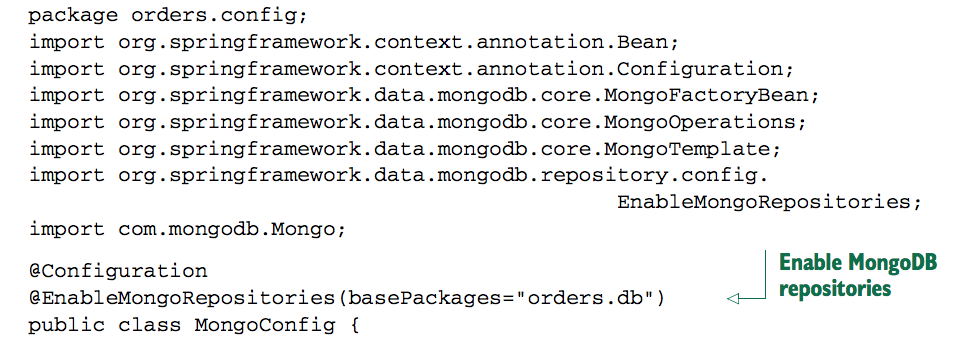 package orders.config;
import org.springframework.context.annotation.Bean;
import org.springframework.context.annotation.Configuration;
import org.springframework.data.mongodb.core.MongoFactoryBean;
import org.springframework.data.mongodb.core.MongoOperations;
import org.springframework.data.mongodb.core.MongoTemplate;
import org.springframework.data.mongodb.repository.config.
EnableMongoRepositories;
import com.mongodb.Mongo;
@Configuration
@EnableMongoRepositories(basePackages="orders.db")
public class MongoConfig {
Enable MongoDB
repositories